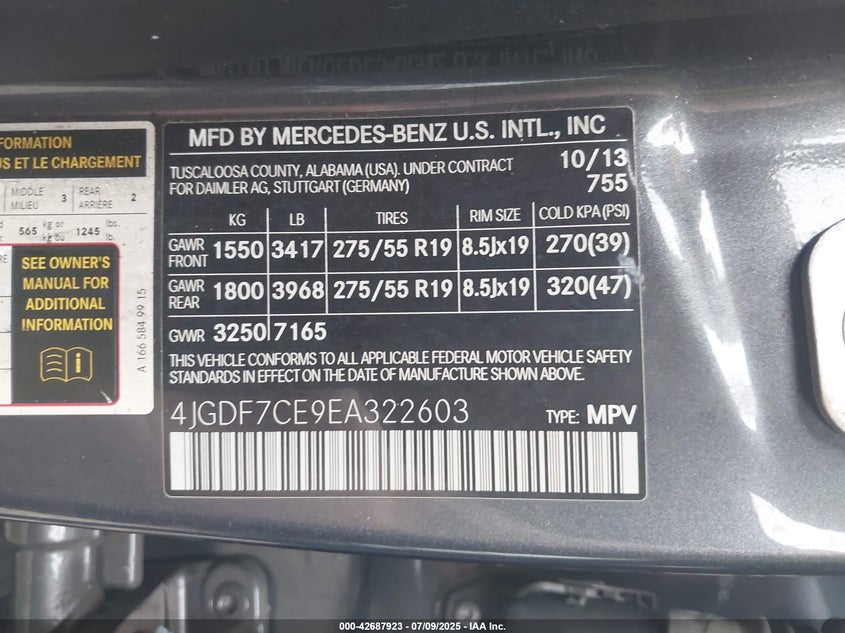 FORMATION
US ET LE CHARGEMENT
MIDDLE MILIEU 3 REAR ARRIÈRE 2
565 kg or kg ou 1245 lbs. lb.
SEE OWNER'S
MANUAL FOR
ADDITIONAL
INFORMATION
A 166 584 99 15
MFD BY MERCEDES-BENZ U.S. INTL., INC
TUSCALOOSA COUNTY, ALABAMA (USA). UNDER CONTRACT 10/13
FOR DAIMLER AG, STUTTGART (GERMANY) 755
KG LB TIRES RIM SIZE COLD KPA(PSI)
GAWR FRONT 1550 3417 275/55 R19 8.5Jx19 270(39)
GAWR REAR 1800 3968 275/55 R19 8.5Jx19 320(47)
GVWR 3250 7165
THIS VEHICLE CONFORMS TO ALL APPLICABLE FEDERAL MOTOR VEHICLE SAFETY
STANDARDS IN EFFECT ON THE DATE OF MANUFACTURE SHOWN ABOVE.
4JGDF7CE9EA322603 TYPE: MPV
000-42687923 / 07/09/2025 - IAA Inc.